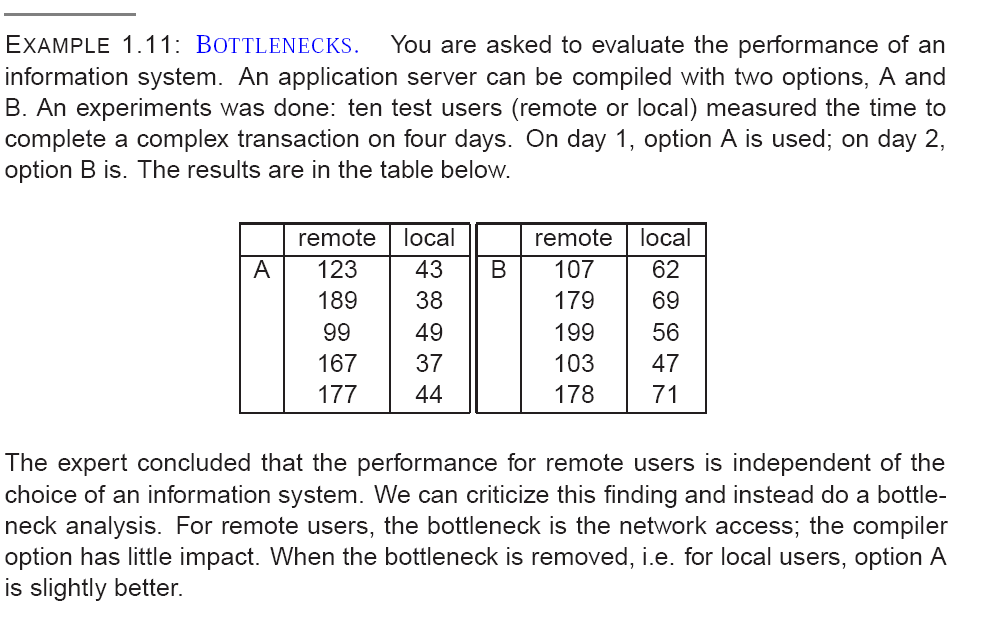 EXAMPLE 1.11: BOTTLENECKS. You are asked to evaluate the performance of an
information system. An application server can be compiled with two options, A and
B. An experiments was done: ten test users (remote or local) measured the time to
complete a complex transaction on four days. On day 1, option A is used; on day 2,
option B is. The results are in the table below.
remote local remote local
A 123 43 B 107 62
189 38 179 69
99 49 199 56
167 37 103 47
177 44 178 71
The expert concluded that the performance for remote users is independent of the
choice of an information system. We can criticize this finding and instead do a bottle-
neck analysis. For remote users, the bottleneck is the network access; the compiler
option has little impact. When the bottleneck is removed, i.e. for local users, option A
is slightly better.